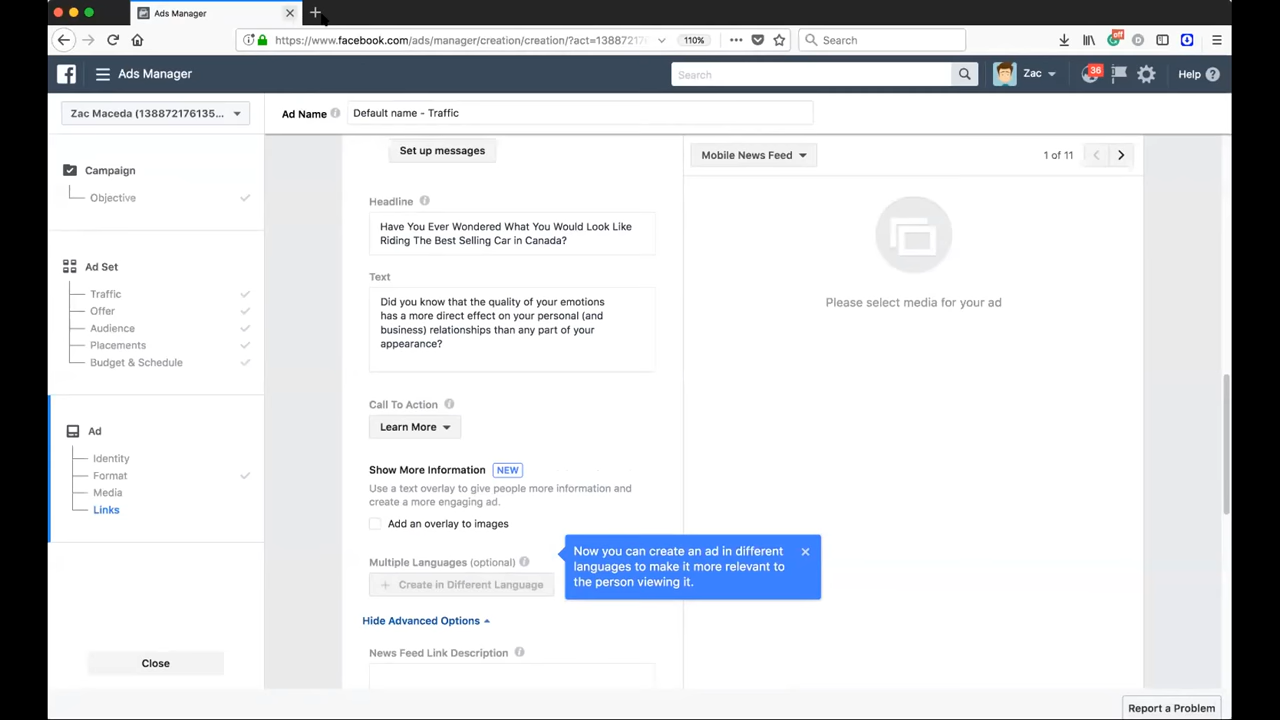 Ads Manager
https://www.facebook.com/ads/manager/creation/creation/?act=1388721
110%
Search
off
Ads Manager
Search
Zac
36
Help
Zac Maceda (138872176135...
Ad Name
Default name - Traffic
Campaign
Objective
Ad Set
Traffic
Offer
Audience
Placements
Budget & Schedule
Ad
Identity
Format
Media
Links
Close
Set up messages
Headline
Have You Ever Wondered What You Would Look Like
Riding The Best Selling Car in Canada?
Text
Did you know that the quality of your emotions
has a more direct effect on your personal (and
business) relationships than any part of your
appearance?
Call To Action
Learn More
Show More Information NEW
Use a text overlay to give people more information and
create a more engaging ad.
Add an overlay to images
Multiple Languages (optional)
+ Create in Different Language
Now you can create an ad in different
languages to make it more relevant to
the person viewing it.
Hide Advanced Options
News Feed Link Description
Mobile News Feed
1 of 11
Please select media for your ad
Report a Problem